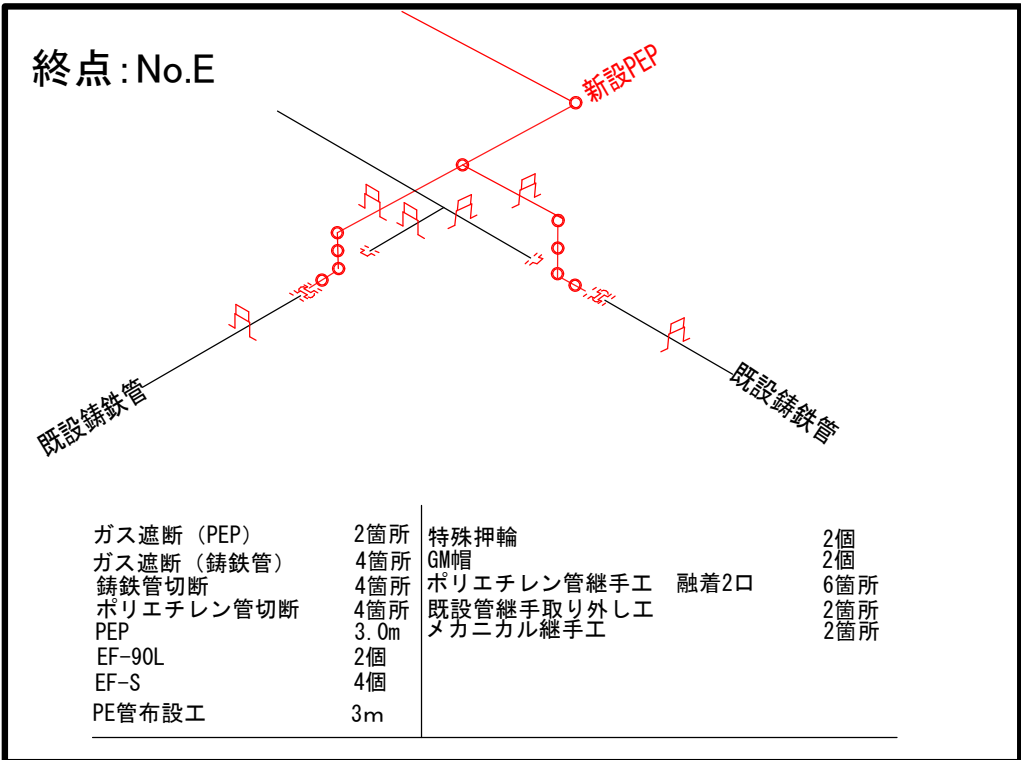 終点:No.E
新設PEP
既設鋳鉄管
既設鋳鉄管
ガス遮断（PEP） 2箇所
ガス遮断（鋳鉄管） 4箇所
鋳鉄管切断 4箇所
ポリエチレン管切断 4箇所
PEP 3.0m
EF-90L 2個
EF-S 4個
PE管布設工 3m
特殊押輪 2個
GM帽 2個
ポリエチレン管継手工 融着2口 6箇所
既設管継手取り外し工 2箇所
メカニカル継手工 2箇所